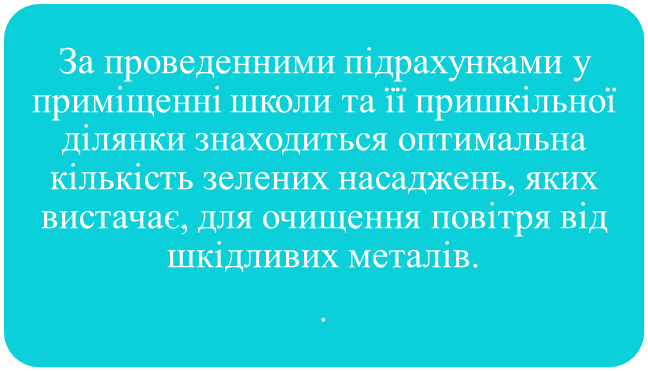 За проведенними підрахунками у
приміщенні школи та її пришкільної
ділянки знаходиться оптимальна
кількість зелених насаджень, яких
вистачає, для очищення повітря від
шкідливих металів.
.